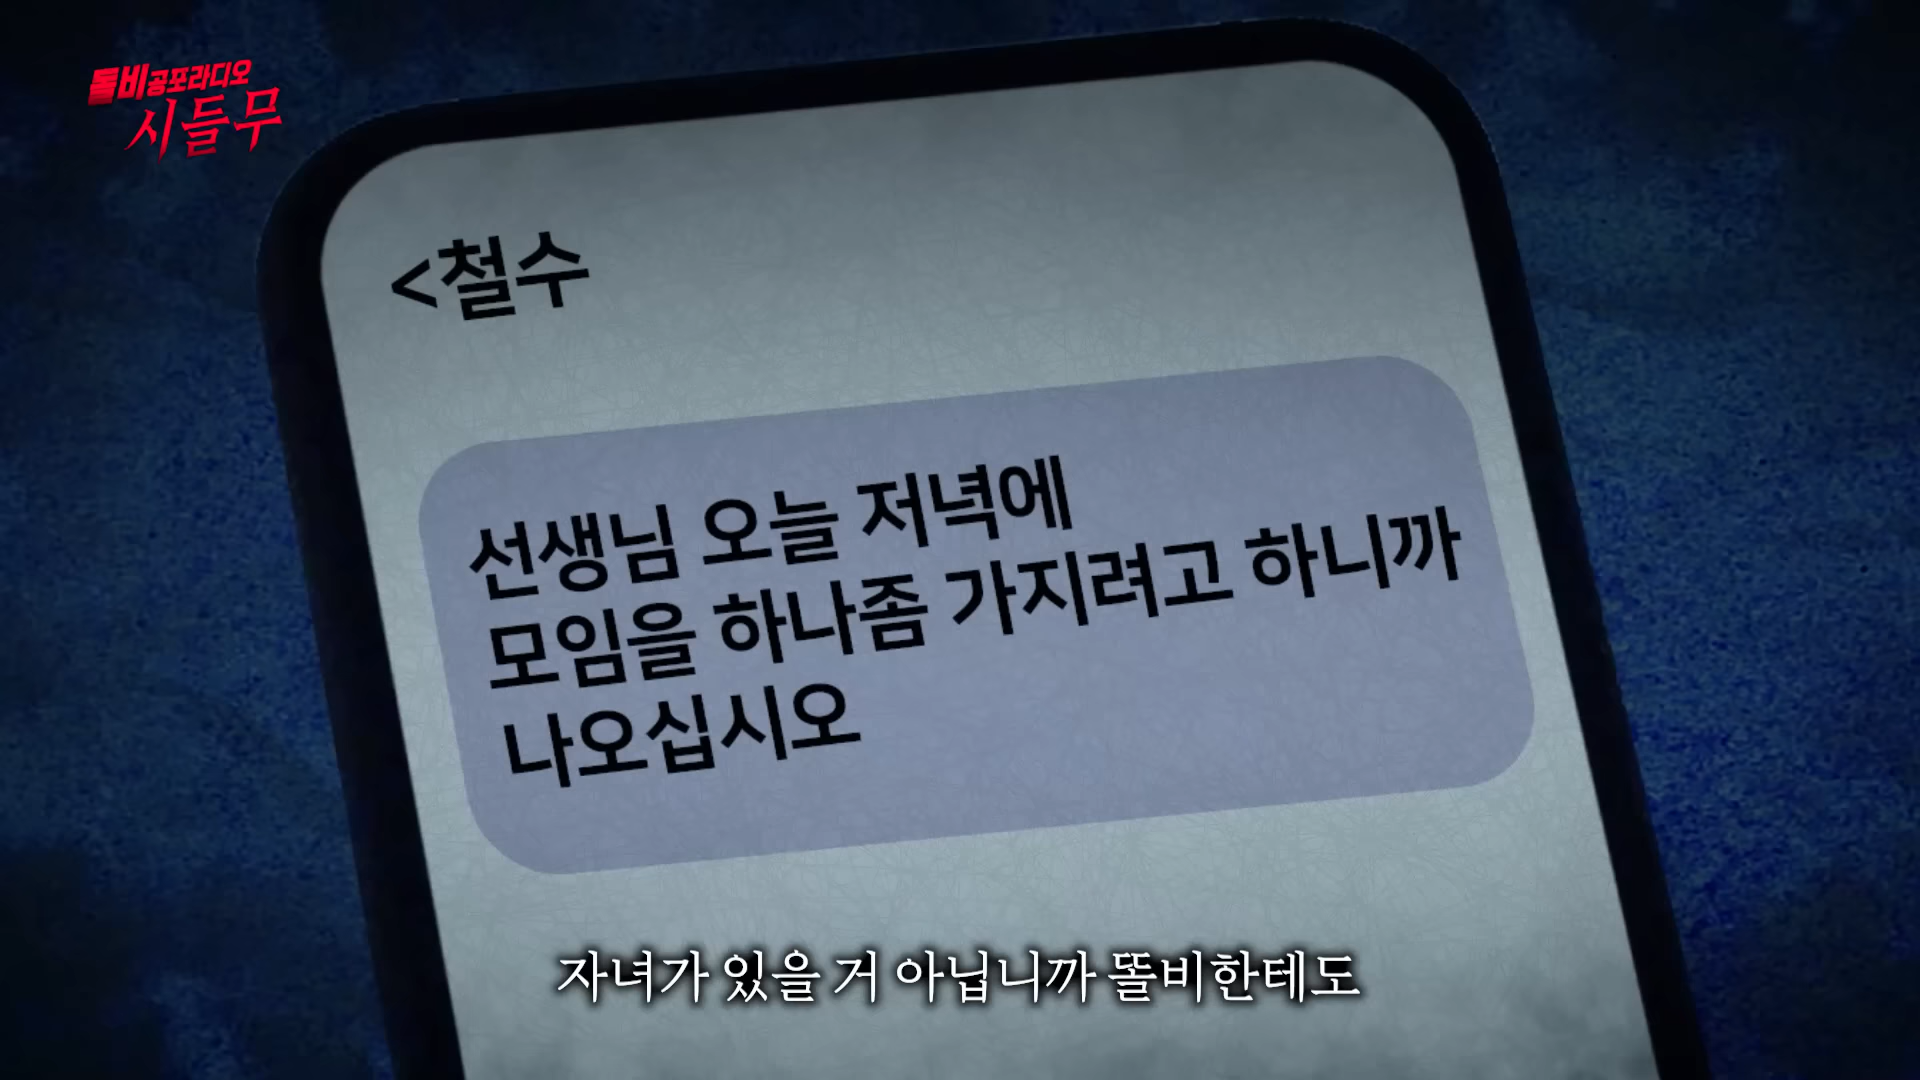 돌비공포라디오
시들무
<철수
선생님 오늘 저녁에
모임을 하나좀 가지려고 하니까
나오십시오
자녀가 있을 거 아닙니까 똘비한테도